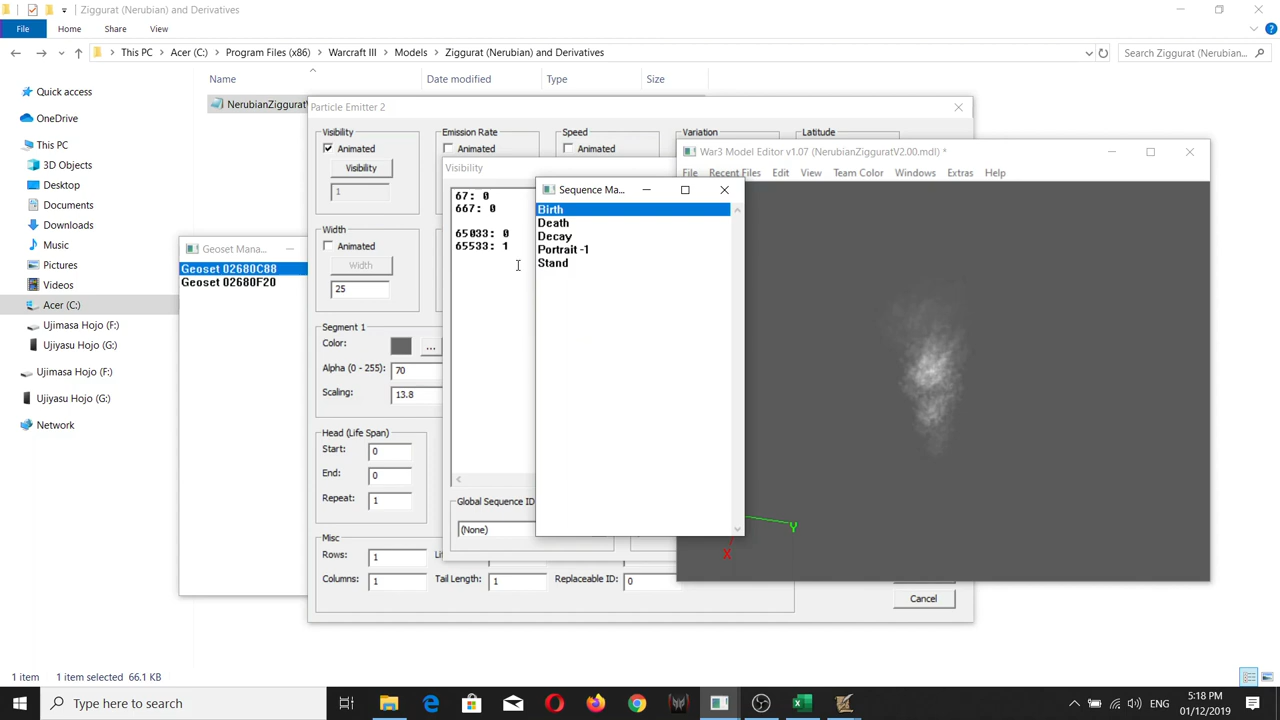 Ziggurat (Nerubian) and Derivatives
File
Home
Share
View
This PC
Acer (C:)
Program Files (x86)
Warcraft III
Models
Ziggurat (Nerubian) and Derivatives
Search Ziggurat (Nerubian...
Name
Date modified
Type
Size
Quick access
OneDrive
This PC
3D Objects
Desktop
Documents
Downloads
Music
Pictures
Videos
Acer (C:)
Ujimasa Hojo (F:)
Ujiyasu Hojo (G:)
Ujimasa Hojo (F:)
Ujiyasu Hojo (G:)
Network
NerubianZigguratV
Geoset Mana...
Geoset 02680C88
Geoset 02680F20
Particle Emitter 2
Visibility
Animated
Visibility
1
Emission Rate
Animated
Speed
Animated
Variation
Latitude
Width
Animated
Width
25
Segment 1
Color:
...
Alpha (0 - 255):
70
Scaling:
13.8
Head (Life Span)
Start:
0
End:
0
Repeat:
1
Misc
Rows:
1
Columns:
1
Tail Length:
1
Replaceable ID:
0
Cancel
Visibility
67: 0
667: 0
65033: 0
65533: 1
Global Sequence ID
(None)
Sequence Ma...
Birth
Death
Decay
Portrait -1
Stand
War3 Model Editor v1.07 (NerubianZigguratV2.00.mdl) *
File
Recent Files
Edit
View
Team Color
Windows
Extras
Help
Y
X
1 item
1 item selected
66.1 KB
Type here to search
ENG
5:18 PM
01/12/2019